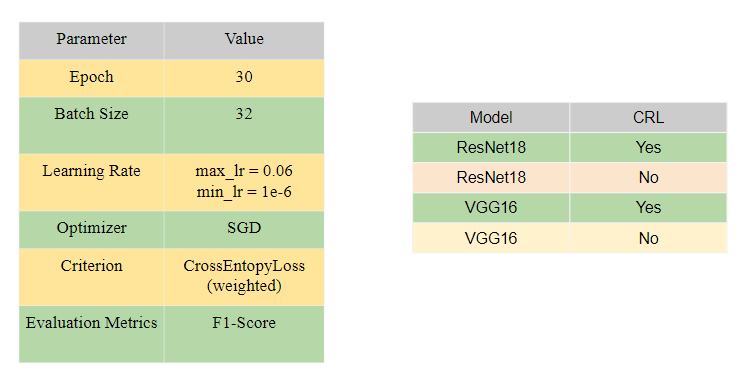 Parameter Value
Epoch 30
Batch Size 32
Learning Rate max_lr = 0.06
min_lr = 1e-6
Optimizer SGD
Criterion CrossEntopyLoss
(weighted)
Evaluation Metrics F1-Score
Model CRL
ResNet18 Yes
ResNet18 No
VGG16 Yes
VGG16 No